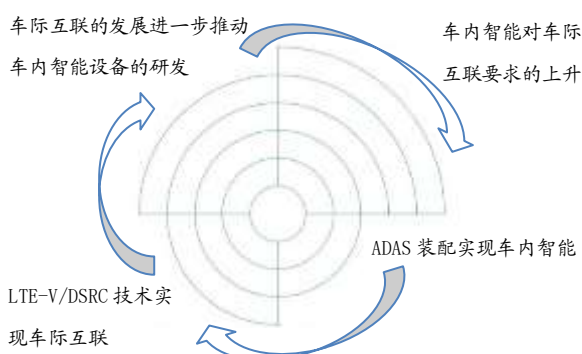 车际互联的发展进一步推动
车内智能设备的研发
车内智能对车际
互联要求的上升
ADAS 装配实现车内智能
LTE-V/DSRC 技术实
现车际互联